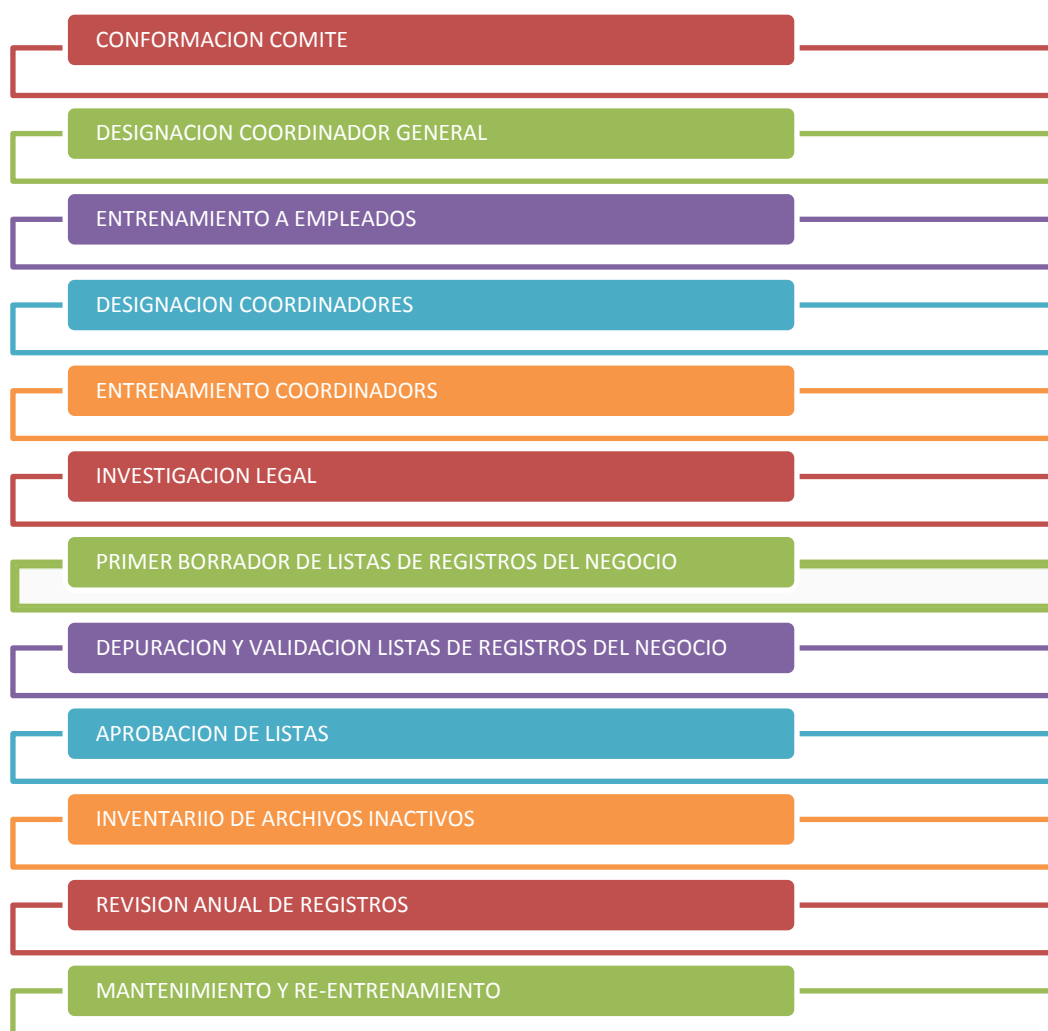 CONFORMACION COMITE
DESIGNACION COORDINADOR GENERAL
ENTRENAMIENTO A EMPLEADOS
DESIGNACION COORDINADORES
ENTRENAMIENTO COORDINADORS
INVESTIGACION LEGAL
PRIMER BORRADOR DE LISTAS DE REGISTROS DEL NEGOCIO
DEPURACION Y VALIDACION LISTAS DE REGISTROS DEL NEGOCIO
APROBACION DE LISTAS
INVENTARIIO DE ARCHIVOS INACTIVOS
REVISION ANUAL DE REGISTROS
MANTENIMIENTO Y RE-ENTRENAMIENTO